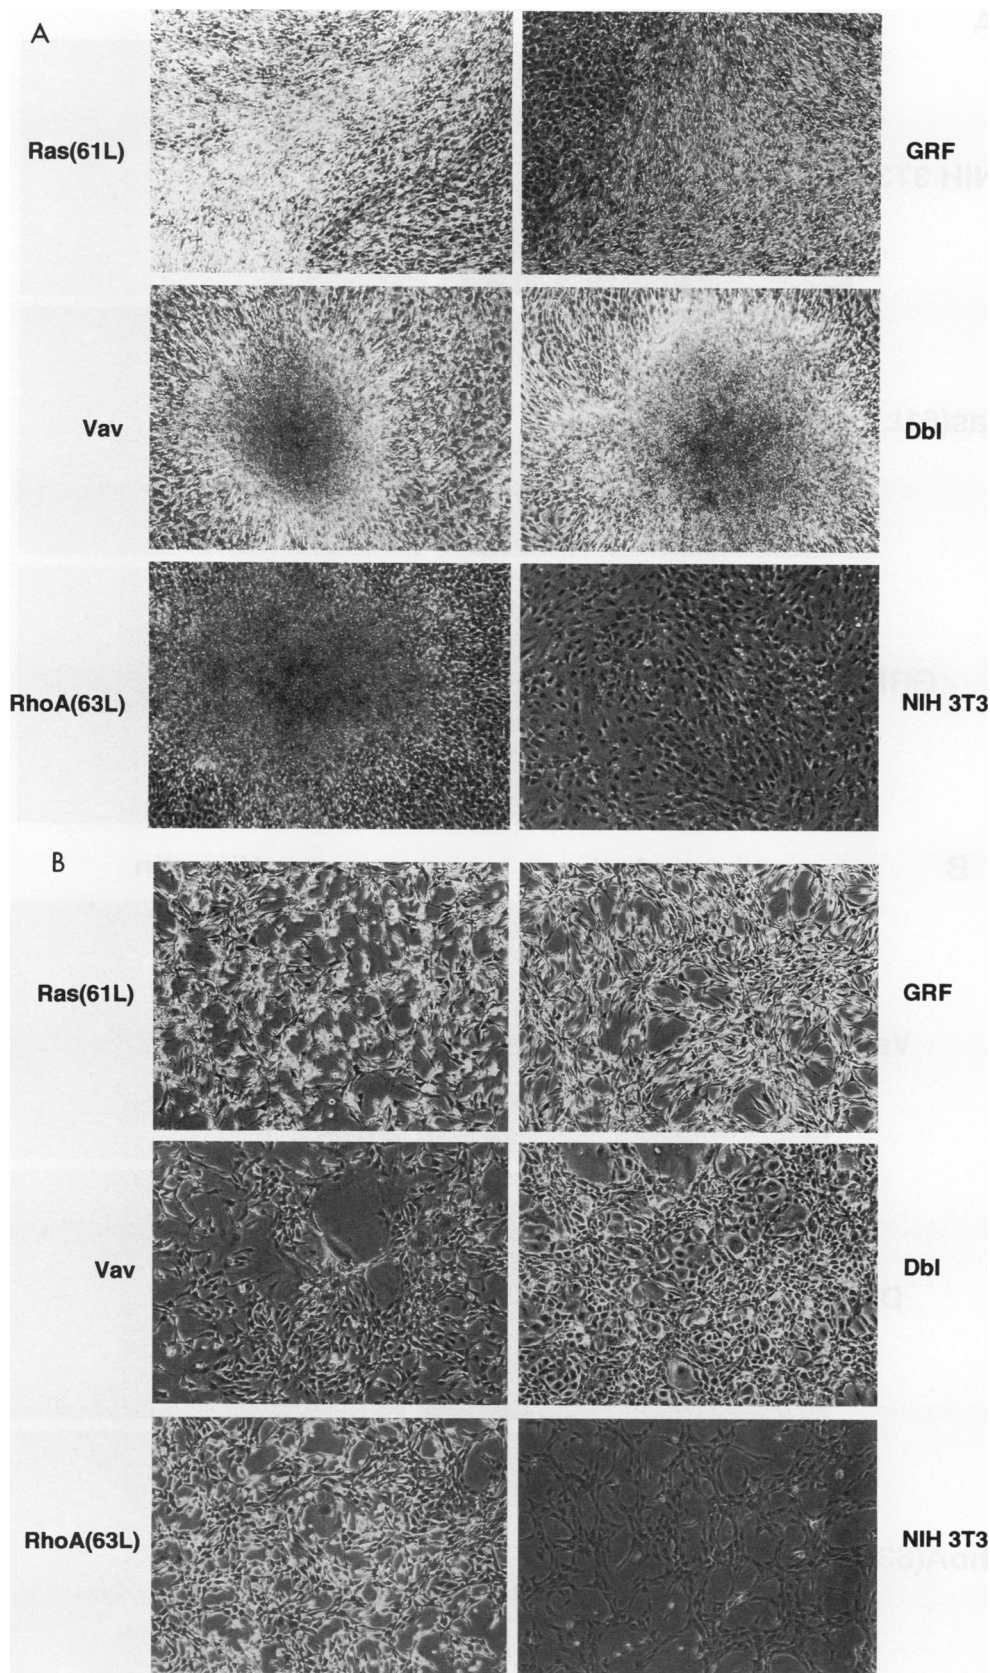 A
Ras(61L)
GRF
Vav
Dbl
RhoA(63L)
NIH 3T3
B
Ras(61L)
GRF
Vav
Dbl
RhoA(63L)
NIH 3T3